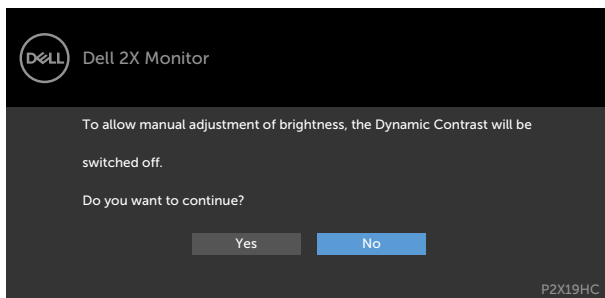 DELL
Dell 2X Monitor
To allow manual adjustment of brightness, the Dynamic Contrast will be
switched off.
Do you want to continue?
Yes No
P2X19HC